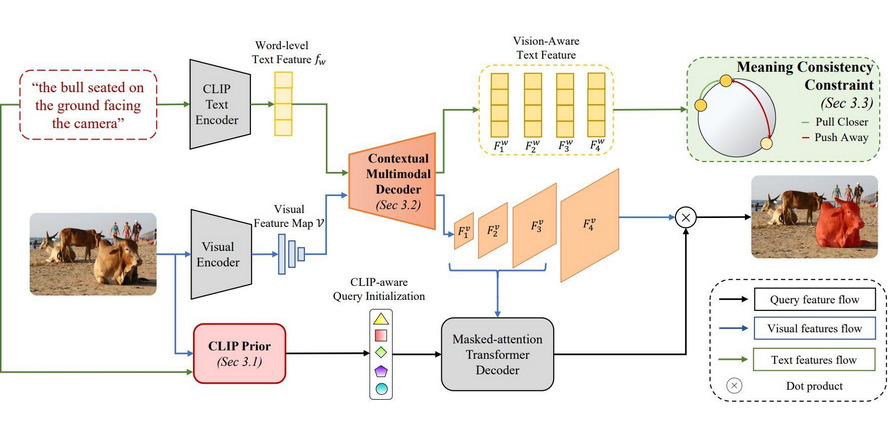 “the bull seated on
the ground facing
the camera”
CLIP
Text
Encoder
Word-level
Text Feature f_w
Contextual
Multimodal
Decoder
(Sec 3.2)
Vision-Aware
Text Feature
F_1^w F_2^w F_3^w F_4^w
Meaning Consistency
Constraint
(Sec 3.3)
Pull Closer
Push Away
Visual
Encoder
Visual
Feature Map 𝒱
F_1^v F_2^v F_3^v F_4^v
CLIP Prior
(Sec 3.1)
CLIP-aware
Query Initialization
Masked-attention
Transformer
Decoder
Query feature flow
Visual features flow
Text features flow
Dot product